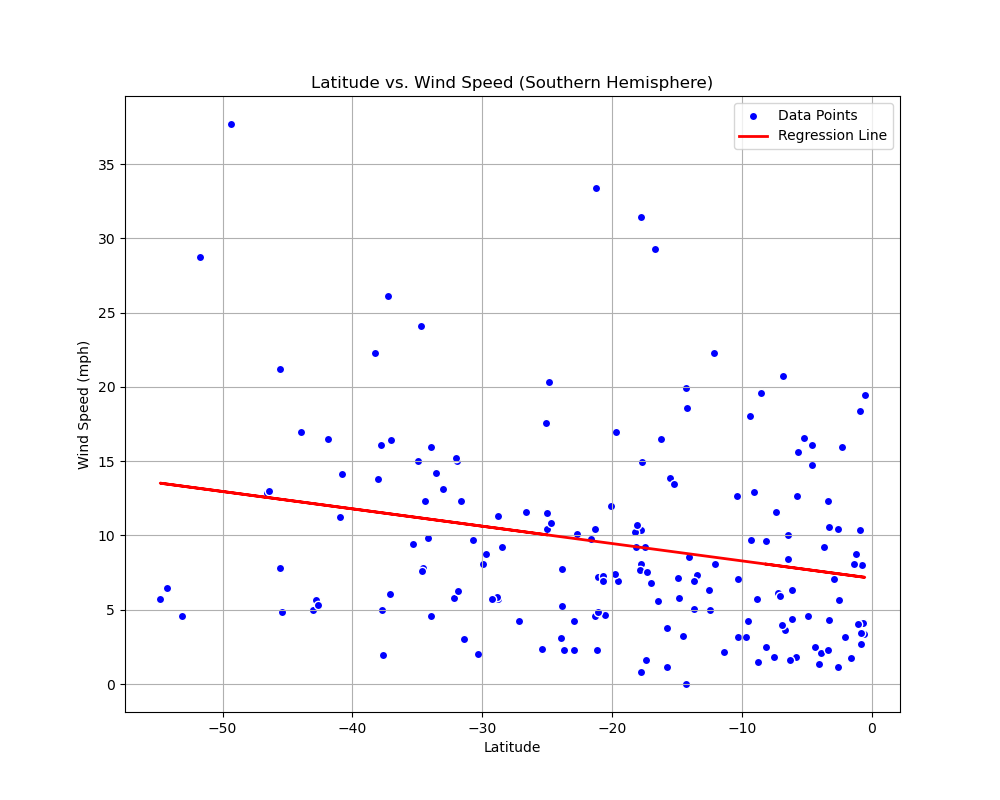 Latitude vs. Wind Speed (Southern Hemisphere)
Data Points
Regression Line
Wind Speed (mph)
35
30
25
20
15
10
5
0
−50 −40 −30 −20 −10 0
Latitude